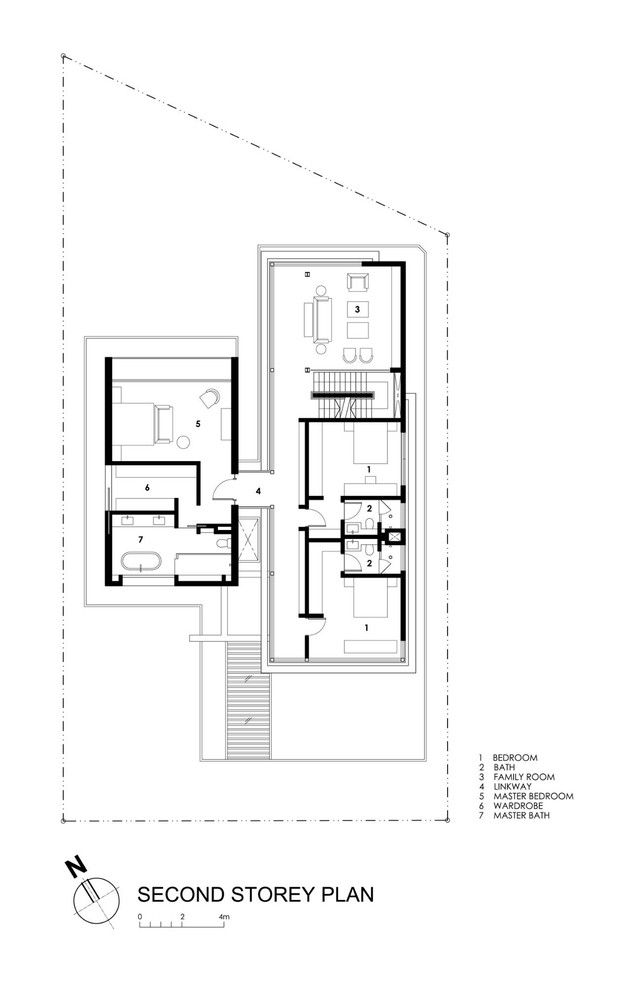 3
5
1
6
4
2
7
2
1
1 BEDROOM
2 BATH
3 FAMILY ROOM
4 LINKWAY
5 MASTER BEDROOM
6 WARDROBE
7 MASTER BATH
N
SECOND STOREY PLAN
0 2 4m